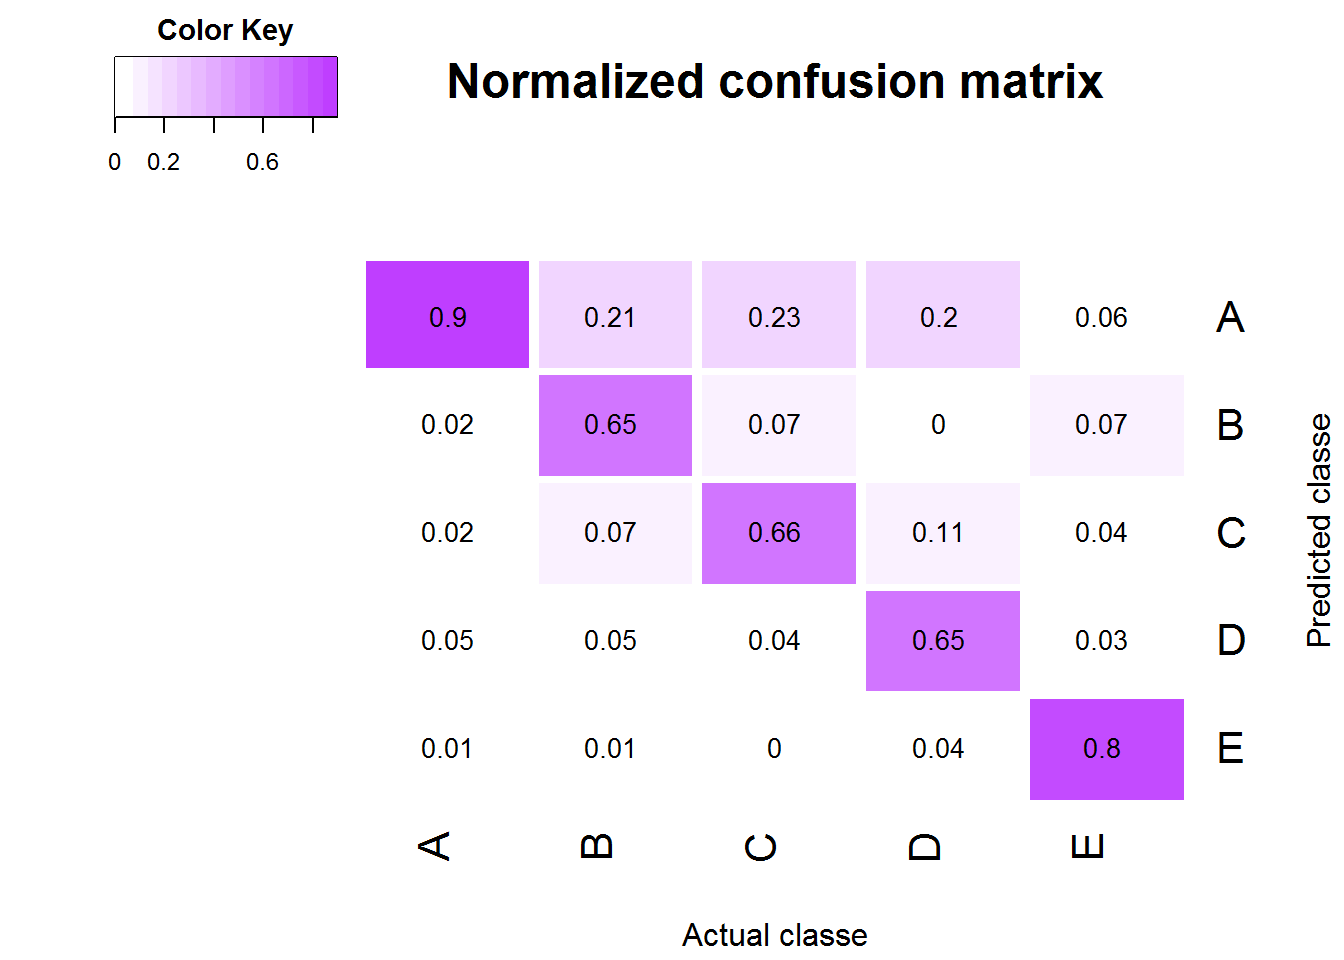 Color Key
Normalized confusion matrix
0 0.2 0.6
0.9 0.21 0.23 0.2 0.06 A
0.02 0.65 0.07 0 0.07 B
0.02 0.07 0.66 0.11 0.04 C
0.05 0.05 0.04 0.65 0.03 D
0.01 0.01 0 0.04 0.8 E
Predicted classe
A B C D E
Actual classe